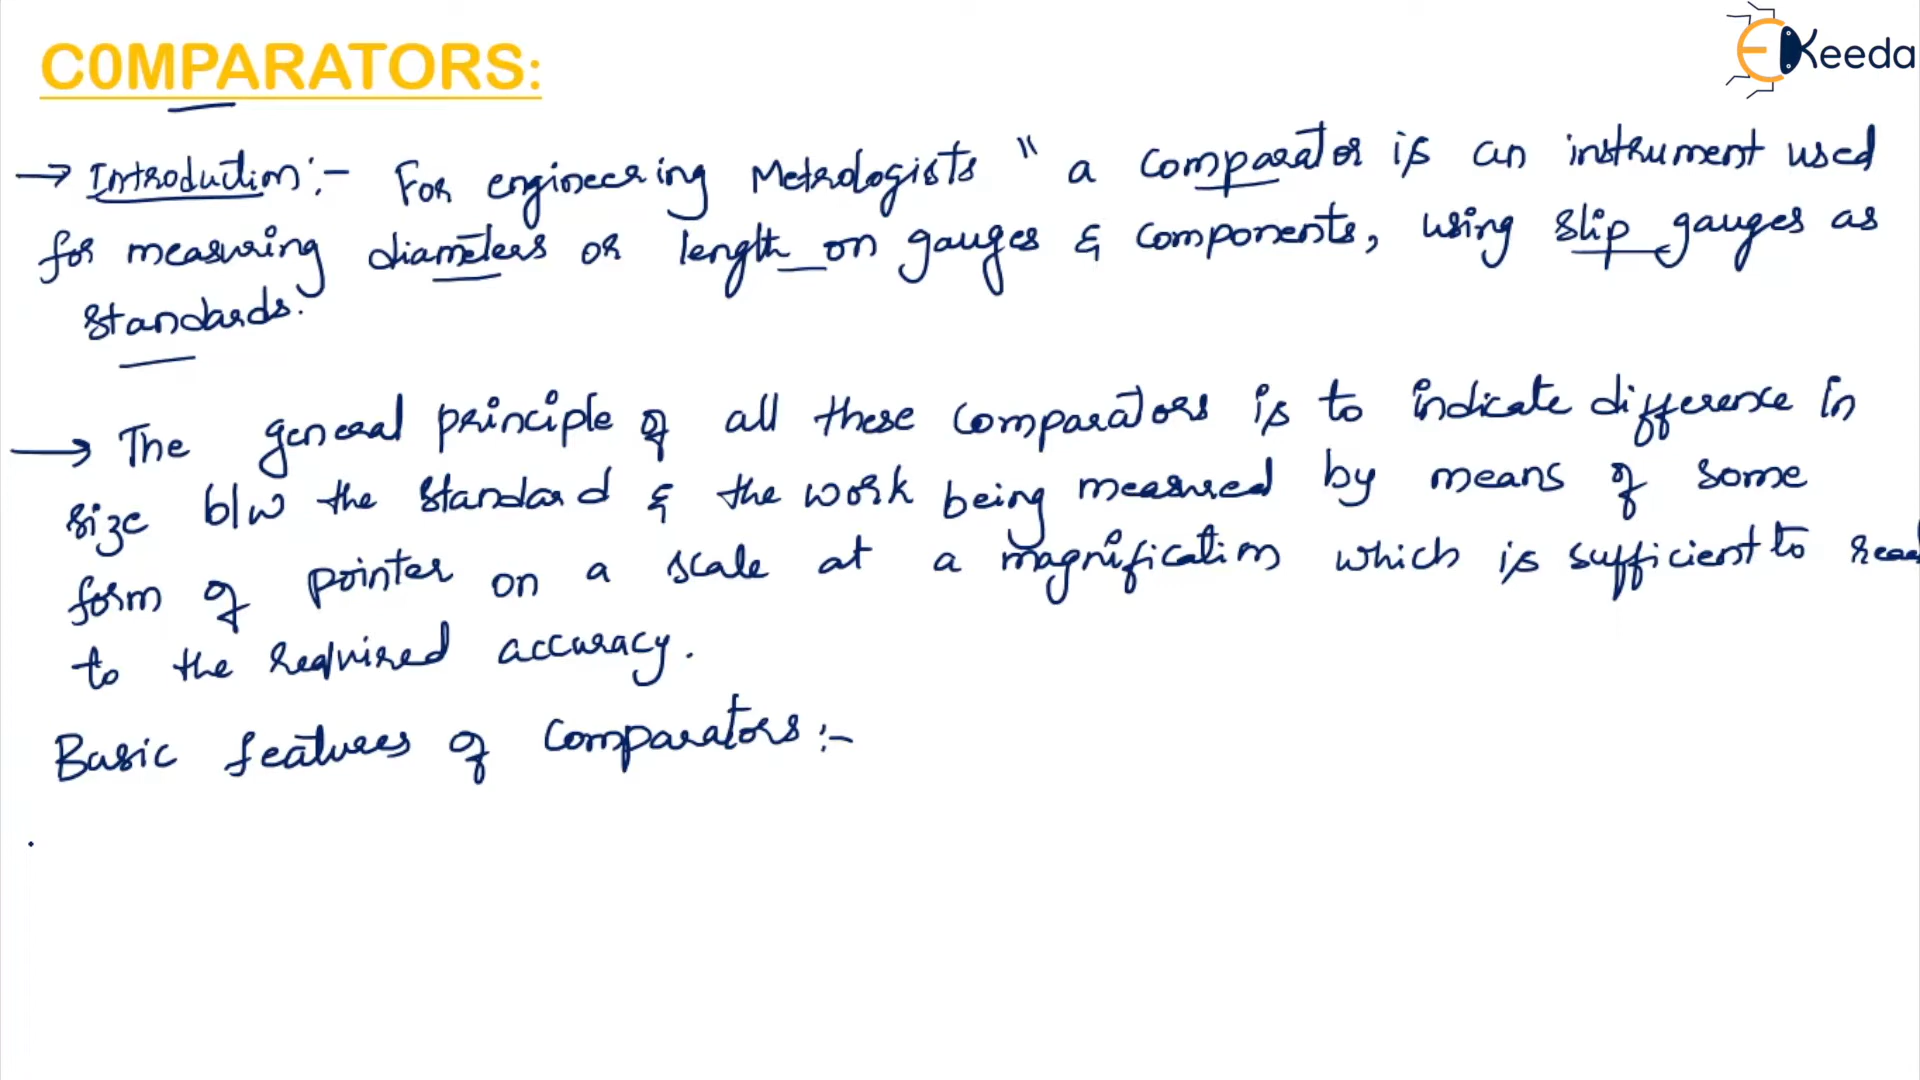 C0MPARATORS:
EKeeda
→ Introduction:- For engineering Metrologists " a comparator is an instrument used
for measuring diameters or length on gauges & components, using slip gauges as
standards.
→ The general principle of all these comparators is to indicate difference in
size b/w the standard & the work being measured by means of some
form of pointer on a scale at a magnification which is sufficient to read
to the required accuracy.
Basic features of Comparators:-